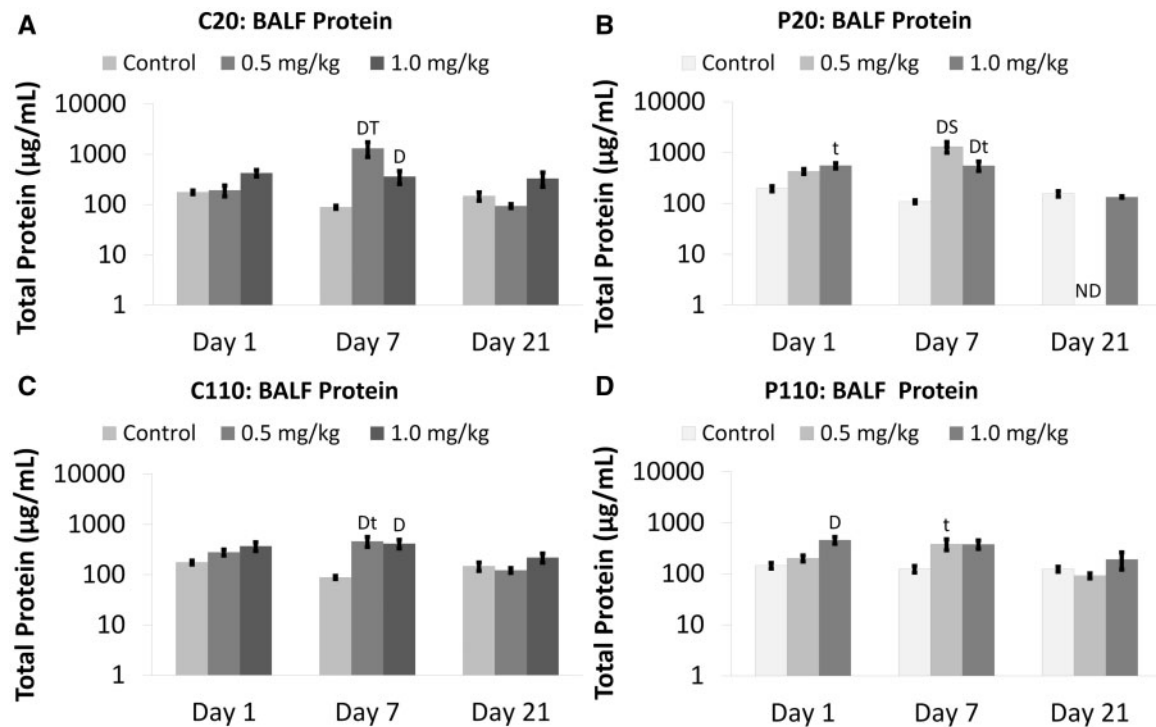 A
C20: BALF Protein
Control 0.5 mg/kg 1.0 mg/kg
Total Protein (µg/mL)
10000
1000
100
10
1
DT
D
Day 1 Day 7 Day 21
B
P20: BALF Protein
Control 0.5 mg/kg 1.0 mg/kg
Total Protein (µg/mL)
10000
1000
100
10
1
t
DS
Dt
ND
Day 1 Day 7 Day 21
C
C110: BALF Protein
Control 0.5 mg/kg 1.0 mg/kg
Total Protein (µg/mL)
10000
1000
100
10
1
Dt D
Day 1 Day 7 Day 21
D
P110: BALF Protein
Control 0.5 mg/kg 1.0 mg/kg
Total Protein (µg/mL)
10000
1000
100
10
1
D
t
Day 1 Day 7 Day 21